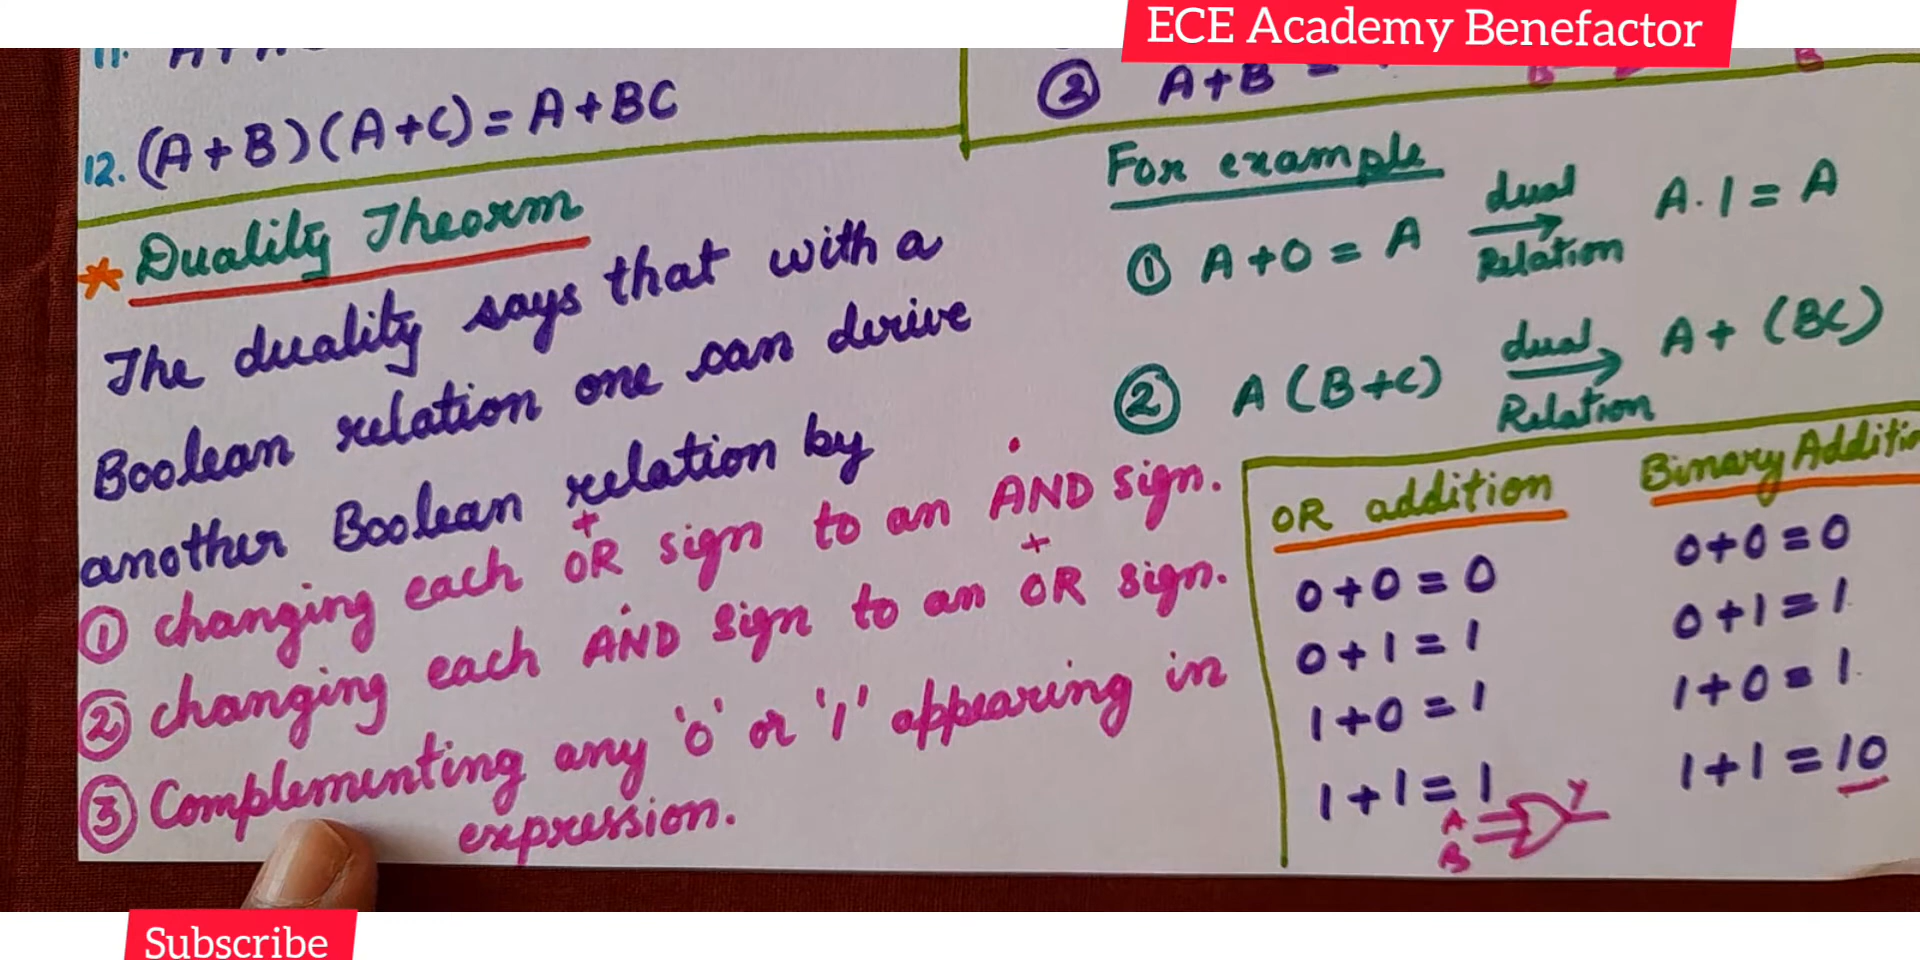 ECE Academy Benefactor
11.
12. (A+B)(A+C) = A+BC
③ A+B =
* Duality Theorm
The duality says that with a
Boolean relation one can derive
another Boolean relation by
① changing each OR sign to an AND sign.
+ .
② changing each AND sign to an OR sign.
. +
③ Complementing any '0' or '1' appearing in
expression.
For example
① A+0 = A dual Relation A.1 = A
② A(B+C) dual Relation A+(BC)
OR addition
0+0=0
0+1=1
1+0=1
1+1=1
A
B
Y
Binary Additi
0+0=0
0+1=1.
1+0=1.
1+1=10
Subscribe